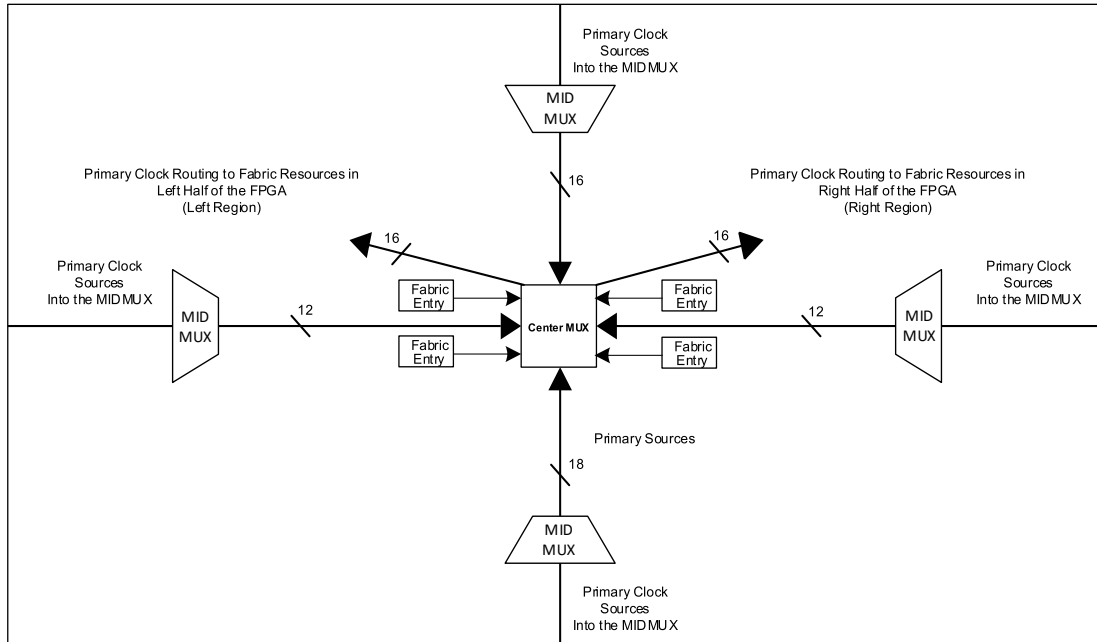 Primary Clock
Sources
Into the MIDMUX
MID
MUX
16
Primary Clock Routing to Fabric Resources in
Left Half of the FPGA
(Left Region)
Primary Clock Routing to Fabric Resources in
Right Half of the FPGA
(Right Region)
16
16
Primary Clock
Sources
Into the MIDMUX
MID
MUX
12
Fabric
Entry
Fabric
Entry
Center MUX
Fabric
Entry
Fabric
Entry
12
MID
MUX
Primary Clock
Sources
Into the MIDMUX
Primary Sources
18
MID
MUX
Primary Clock
Sources
Into the MIDMUX